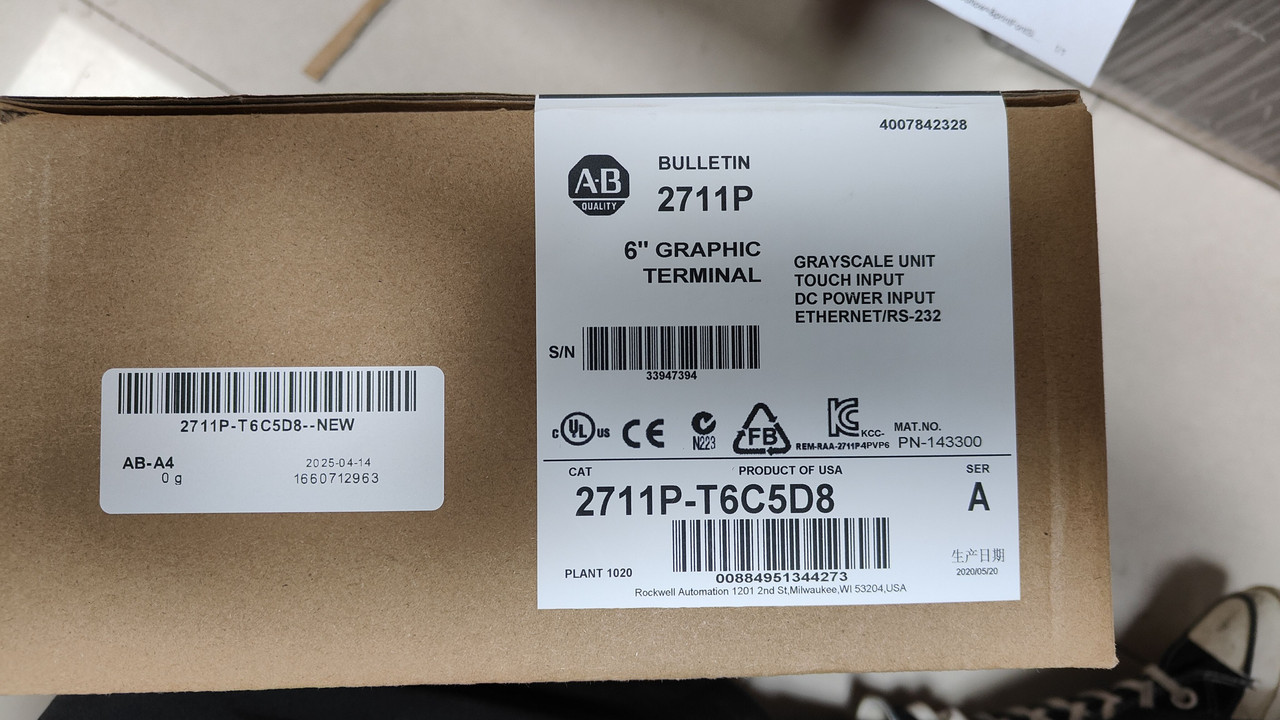 4007842328
A-B
QUALITY
BULLETIN
2711P
6" GRAPHIC
TERMINAL
GRAYSCALE UNIT
TOUCH INPUT
DC POWER INPUT
ETHERNET/RS-232
S/N
33947394
c UL US
CE
N223
FB
KCC-
REM-RAA-2711P4PVP6
MAT.NO.
PN-143300
CAT
PRODUCT OF USA
SER
2711P-T6C5D8
A
PLANT 1020
00884951344273
生产日期
2020/05/20
Rockwell Automation 1201 2nd St,Milwaukee,WI 53204,USA
2711P-T6C5D8--NEW
AB-A4
0 g
2025-04-14
1660712963